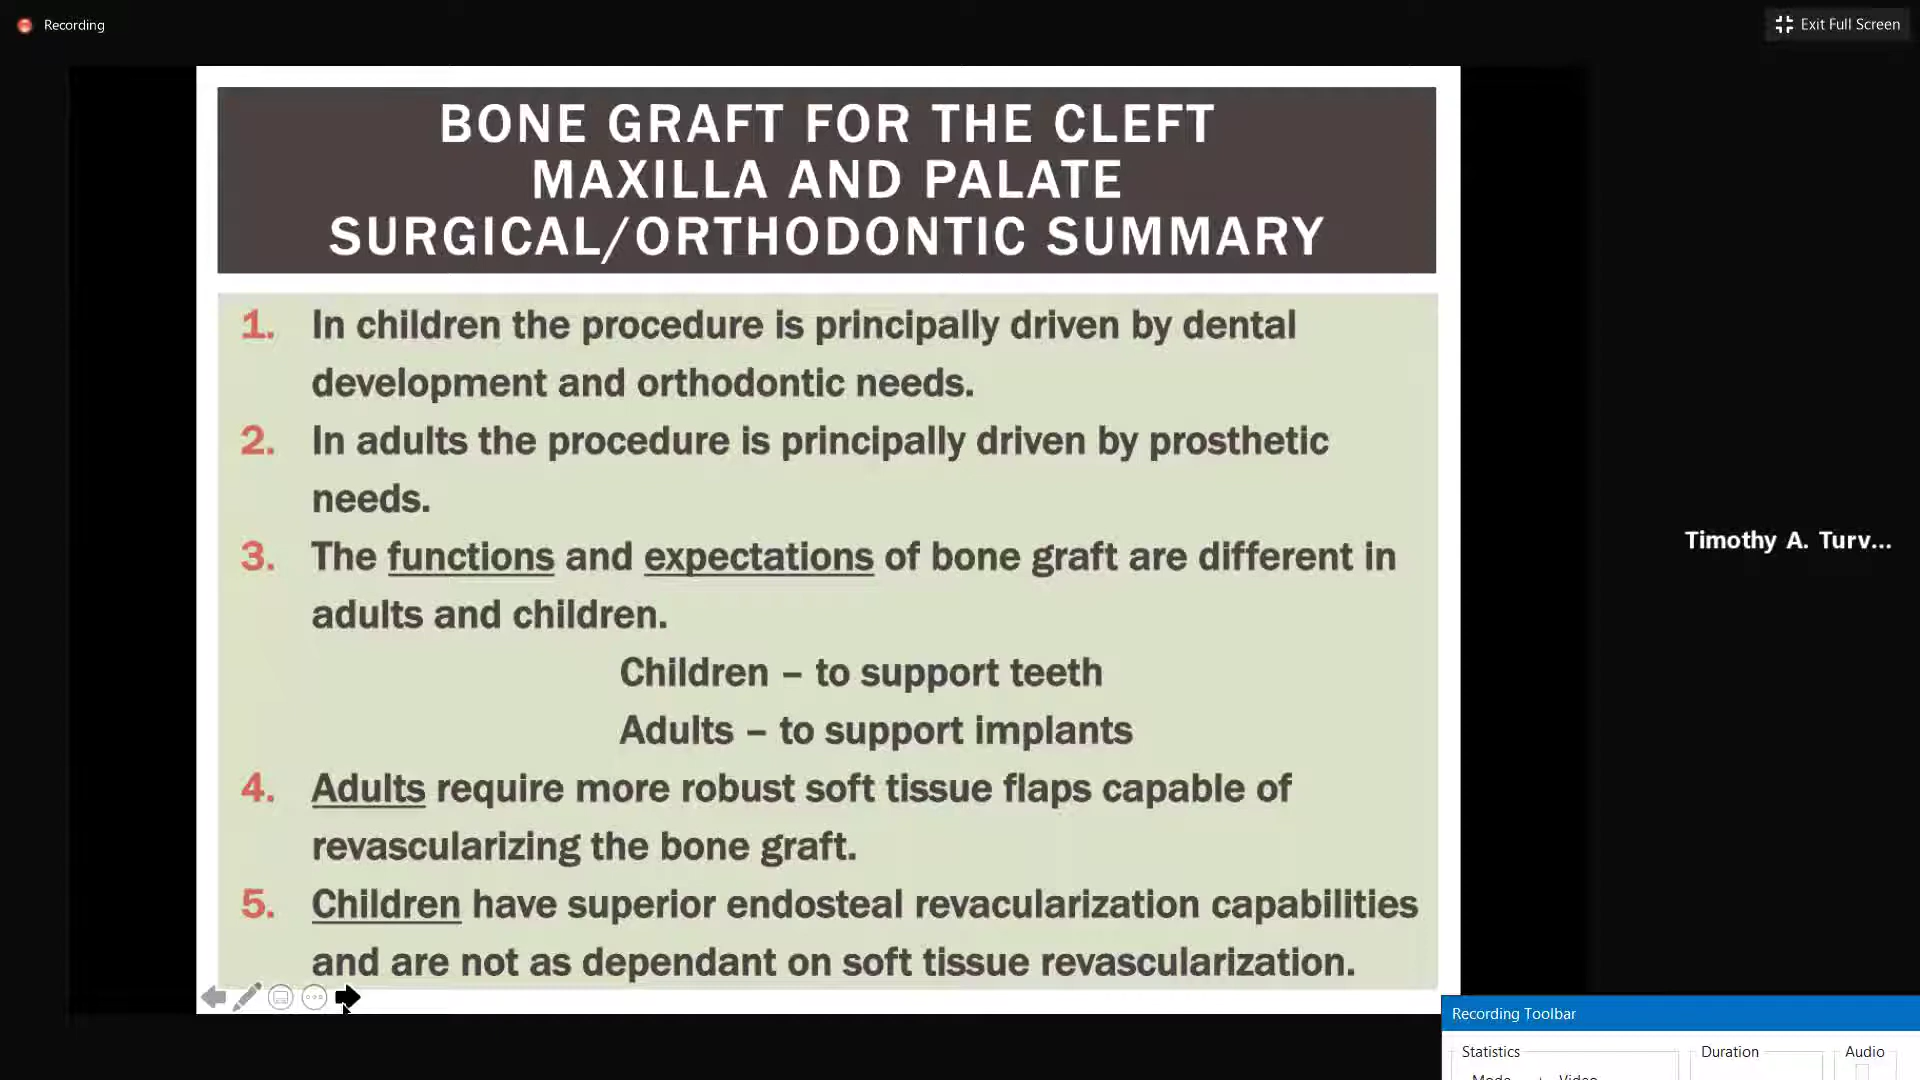 Recording
Exit Full Screen
BONE GRAFT FOR THE CLEFT
MAXILLA AND PALATE
SURGICAL/ORTHODONTIC SUMMARY
1. In children the procedure is principally driven by dental
development and orthodontic needs.
2. In adults the procedure is principally driven by prosthetic
needs.
3. The functions and expectations of bone graft are different in
adults and children.
Children – to support teeth
Adults – to support implants
4. Adults require more robust soft tissue flaps capable of
revascularizing the bone graft.
5. Children have superior endosteal revacularization capabilities
and are not as dependant on soft tissue revascularization.
Timothy A. Turv...
Recording Toolbar
Statistics
Duration
Audio
Mode
Video